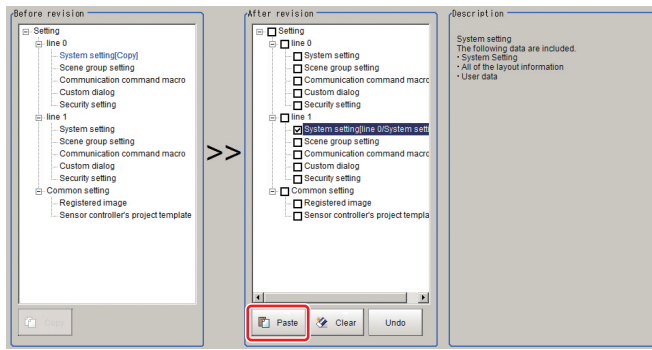 Before revision
Setting
line 0
System setting[Copy]
Scene group setting
Communication command macro
Custom dialog
Security setting
line 1
System setting
Scene group setting
Communication command macro
Custom dialog
Security setting
Common setting
Registered image
Sensor controller's project template
Copy
>>
After revision
Setting
line 0
System setting
Scene group setting
Communication command macro
Custom dialog
Security setting
line 1
System setting[line 0/System setti
Scene group setting
Communication command macro
Custom dialog
Security setting
Common setting
Registered image
Sensor controller's project templa
Paste
Clear
Undo
Description
System setting
The following data are included.
・System Setting
・All of the layout information
・User data